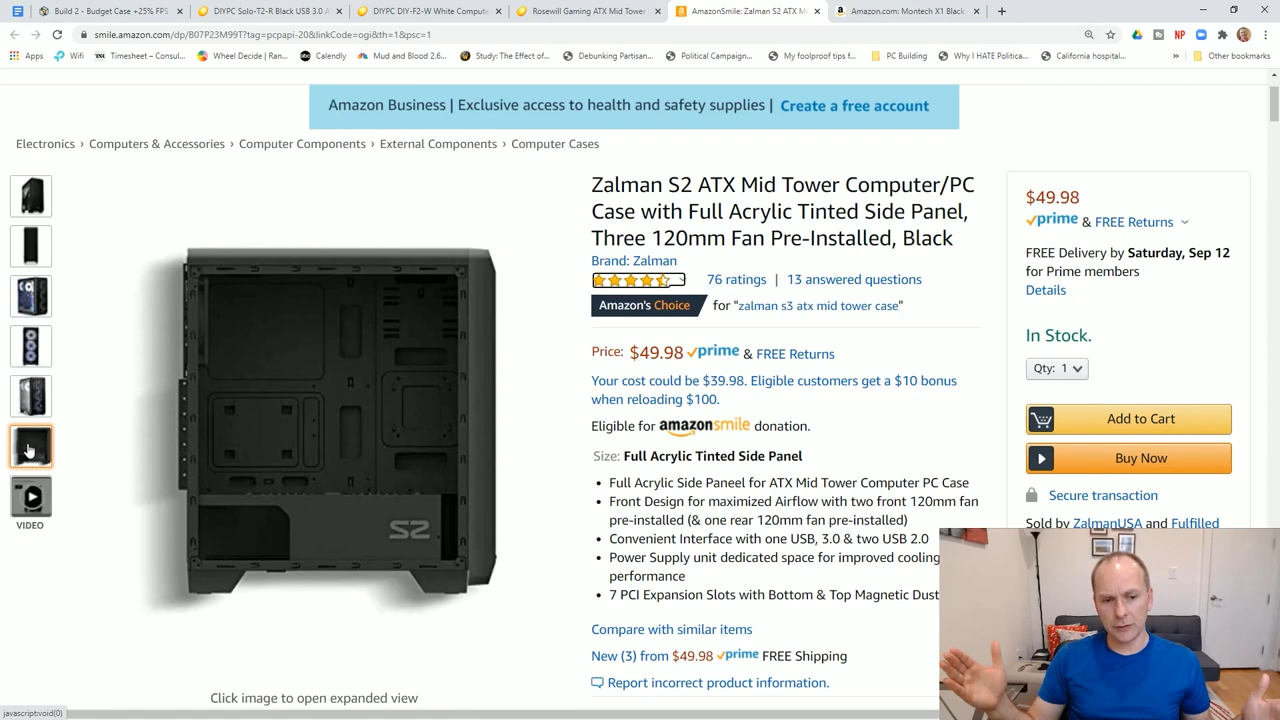 Build 2 - Budget Case +25% FPS
DIYPC Solo-T2-R Black USB 3.0 A
DIYPC DIY-F2-W White Compute
Rosewill Gaming ATX Mid Tower
AmazonSmile: Zalman S2 ATX M
Amazon.com: Montech X1 Black
smile.amazon.com/dp/B07P23M99T?tag=pcpapi-20&linkCode=ogi&th=1&psc=1
Apps
Wifi
Timesheet – Consul...
Wheel Decide | Ran...
Calendly
Mud and Blood 2.6...
Study: The Effect of...
Debunking Partisan...
Political Campaign...
My foolproof tips f...
PC Building
Why I HATE Politica...
California hospital...
»
Other bookmarks
Amazon Business | Exclusive access to health and safety supplies | Create a free account
Electronics › Computers & Accessories › Computer Components › External Components › Computer Cases
Zalman S2 ATX Mid Tower Computer/PC
Case with Full Acrylic Tinted Side Panel,
Three 120mm Fan Pre-Installed, Black
Brand: Zalman
76 ratings | 13 answered questions
Amazon's Choice for "zalman s3 atx mid tower case"
Price: $49.98 prime & FREE Returns
Your cost could be $39.98. Eligible customers get a $10 bonus
when reloading $100.
Eligible for amazonsmile donation.
Size: Full Acrylic Tinted Side Panel
• Full Acrylic Side Paneel for ATX Mid Tower Computer PC Case
• Front Design for maximized Airflow with two front 120mm fan
pre-installed (& one rear 120mm fan pre-installed)
• Convenient Interface with one USB, 3.0 & two USB 2.0
• Power Supply unit dedicated space for improved cooling
performance
• 7 PCI Expansion Slots with Bottom & Top Magnetic Dust
Compare with similar items
New (3) from $49.98 prime FREE Shipping
Report incorrect product information.
$49.98
prime & FREE Returns
FREE Delivery by Saturday, Sep 12
for Prime members
Details
In Stock.
Qty: 1
Add to Cart
Buy Now
Secure transaction
Sold by ZalmanUSA and Fulfilled
S2
VIDEO
Click image to open expanded view
javascript:void(0)